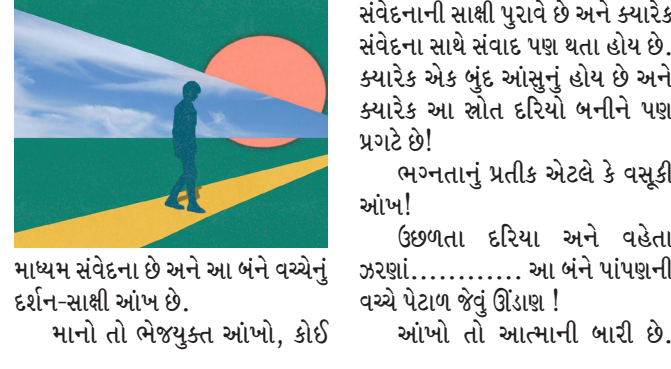 માધ્યમ સંવેદના છે અને આ બંને વચ્ચેનું
દર્શન-સાક્ષી આંખ છે.
માનો તો ભેજયુક્ત આંખો, કોઈ
સંવેદનાની સાક્ષી પુરાવે છે અને ક્યારેક
સંવેદના સાથે સંવાદ પણ થતા હોય છે.
ક્યારેક એક બુંદ આંસુનું હોય છે અને
ક્યારેક આ સ્રોત દરિયો બનીને પણ
પ્રગટે છે!
ભગ્નતાનું પ્રતીક એટલે કે વસૂકી
આંખ!
ઉછળતા દરિયા અને વહેતા
ઝરણાં............ આ બંને પાંપણની
વચ્ચે પેટાળ જેવું ઊંડાણ !
આંખો તો આત્માની બારી છે.